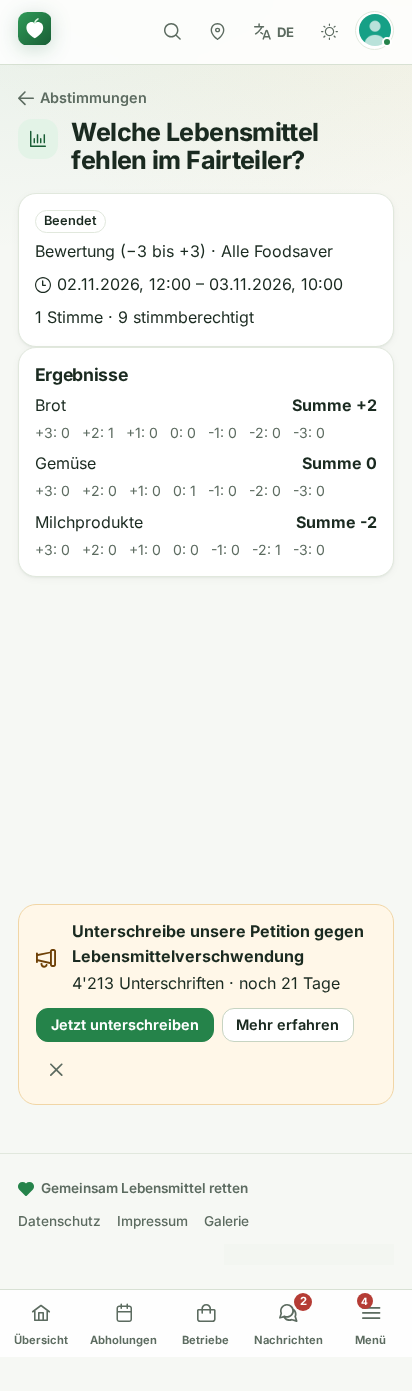 DE
Abstimmungen
Welche Lebensmittel
fehlen im Fairteiler?
Beendet
Bewertung (−3 bis +3) · Alle Foodsaver
02.11.2026, 12:00 – 03.11.2026, 10:00
1 Stimme · 9 stimmberechtigt
Ergebnisse
Brot Summe +2
+3: 0 +2: 1 +1: 0 0: 0 -1: 0 -2: 0 -3: 0
Gemüse Summe 0
+3: 0 +2: 0 +1: 0 0: 1 -1: 0 -2: 0 -3: 0
Milchprodukte Summe -2
+3: 0 +2: 0 +1: 0 0: 0 -1: 0 -2: 1 -3: 0
Unterschreibe unsere Petition gegen
Lebensmittelverschwendung
4'213 Unterschriften · noch 21 Tage
Jetzt unterschreiben Mehr erfahren
Gemeinsam Lebensmittel retten
Datenschutz Impressum Galerie
2 4
Übersicht Abholungen Betriebe Nachrichten Menü